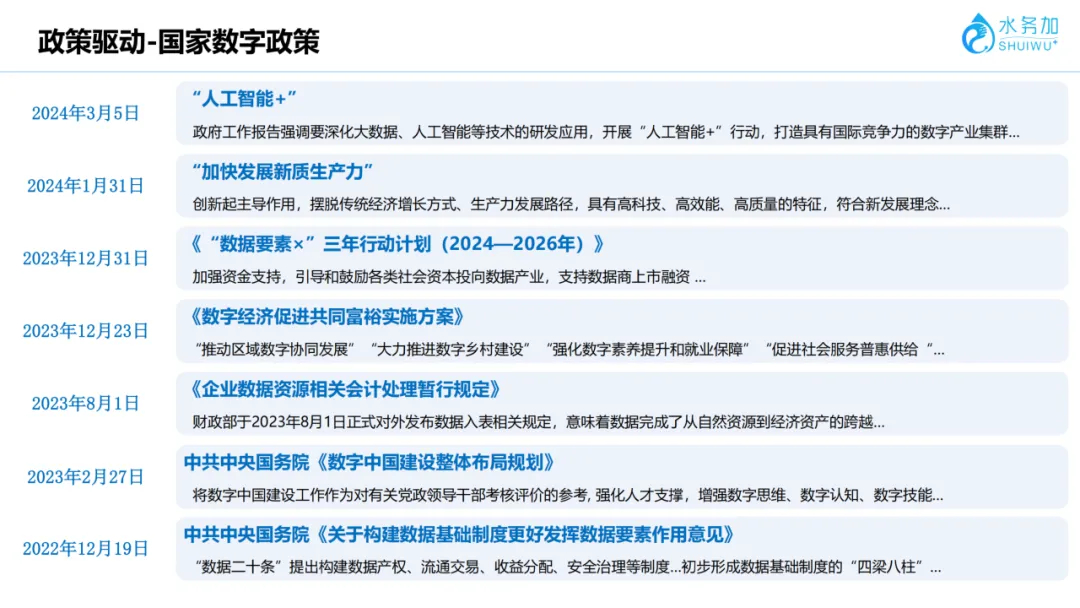 政策驱动-国家数字政策
水务加
SHUIWU+
2024年3月5日
“人工智能+”
政府工作报告强调要深化大数据、人工智能等技术的研发应用，开展“人工智能+”行动，打造具有国际竞争力的数字产业集群...
2024年1月31日
“加快发展新质生产力”
创新起主导作用，摆脱传统经济增长方式、生产力发展路径，具有高科技、高效能、高质量的特征，符合新发展理念...
2023年12月31日
《“数据要素×”三年行动计划（2024—2026年）》
加强资金支持，引导和鼓励各类社会资本投向数据产业，支持数据商上市融资 ...
2023年12月23日
《数字经济促进共同富裕实施方案》
“推动区域数字协同发展” “大力推进数字乡村建设” “强化数字素养提升和就业保障” “促进社会服务普惠供给“...
2023年8月1日
《企业数据资源相关会计处理暂行规定》
财政部于2023年8月1日正式对外发布数据入表相关规定，意味着数据完成了从自然资源到经济资产的跨越...
2023年2月27日
中共中央国务院《数字中国建设整体布局规划》
将数字中国建设工作作为对有关党政领导干部考核评价的参考, 强化人才支撑，增强数字思维、数字认知、数字技能...
2022年12月19日
中共中央国务院《关于构建数据基础制度更好发挥数据要素作用意见》
“数据二十条”提出构建数据产权、流通交易、收益分配、安全治理等制度...初步形成数据基础制度的“四梁八柱”...